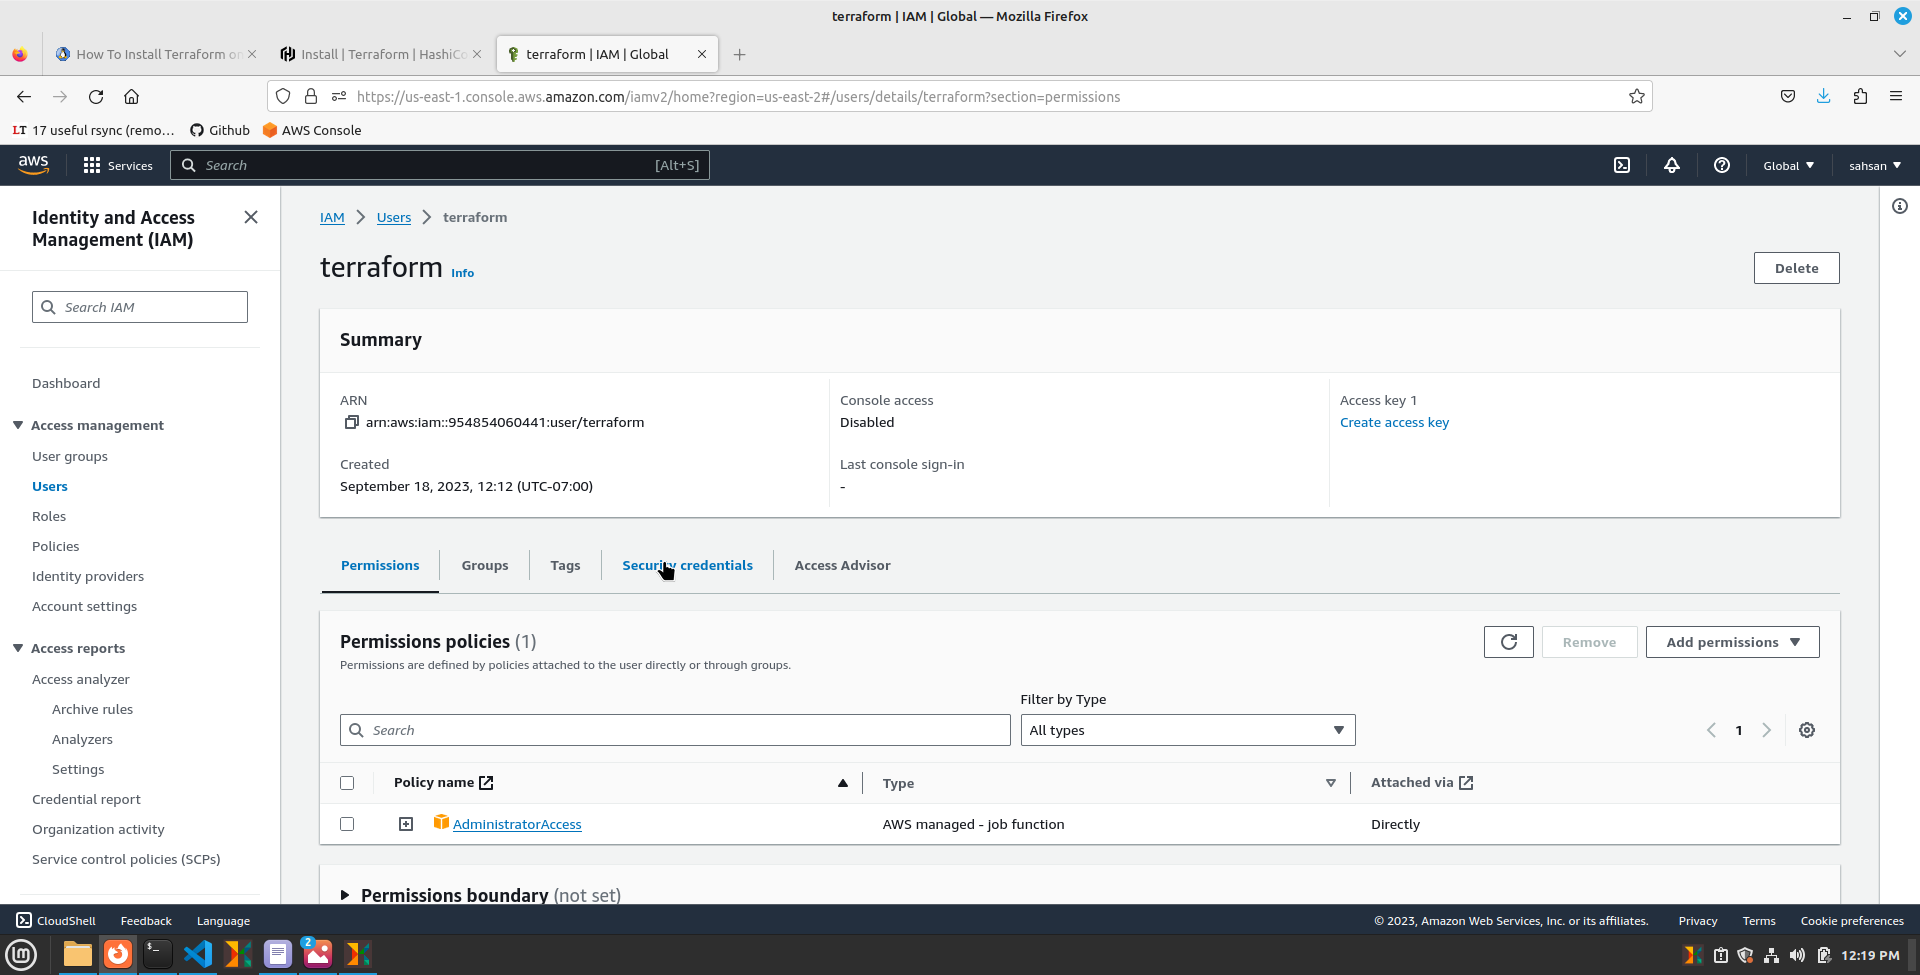 terraform | IAM | Global — Mozilla Firefox
How To Install Terraform on
Install | Terraform | HashiCo
terraform | IAM | Global
https://us-east-1.console.aws.amazon.com/iamv2/home?region=us-east-2#/users/details/terraform?section=permissions
LT 17 useful rsync (remo…
Github
AWS Console
aws
Services
Search
[Alt+S]
Global
sahsan
Identity and Access
Management (IAM)
Search IAM
Dashboard
Access management
User groups
Users
Roles
Policies
Identity providers
Account settings
Access reports
Access analyzer
Archive rules
Analyzers
Settings
Credential report
Organization activity
Service control policies (SCPs)
IAM
Users
terraform
terraform Info
Delete
Summary
ARN
arn:aws:iam::954854060441:user/terraform
Created
September 18, 2023, 12:12 (UTC-07:00)
Console access
Disabled
Last console sign-in
-
Access key 1
Create access key
Permissions
Groups
Tags
Security credentials
Access Advisor
Permissions policies (1)
Permissions are defined by policies attached to the user directly or through groups.
Remove
Add permissions
Search
Filter by Type
All types
1
Policy name
Type
Attached via
AdministratorAccess
AWS managed - job function
Directly
Permissions boundary (not set)
CloudShell
Feedback
Language
© 2023, Amazon Web Services, Inc. or its affiliates.
Privacy
Terms
Cookie preferences
2
12:19 PM